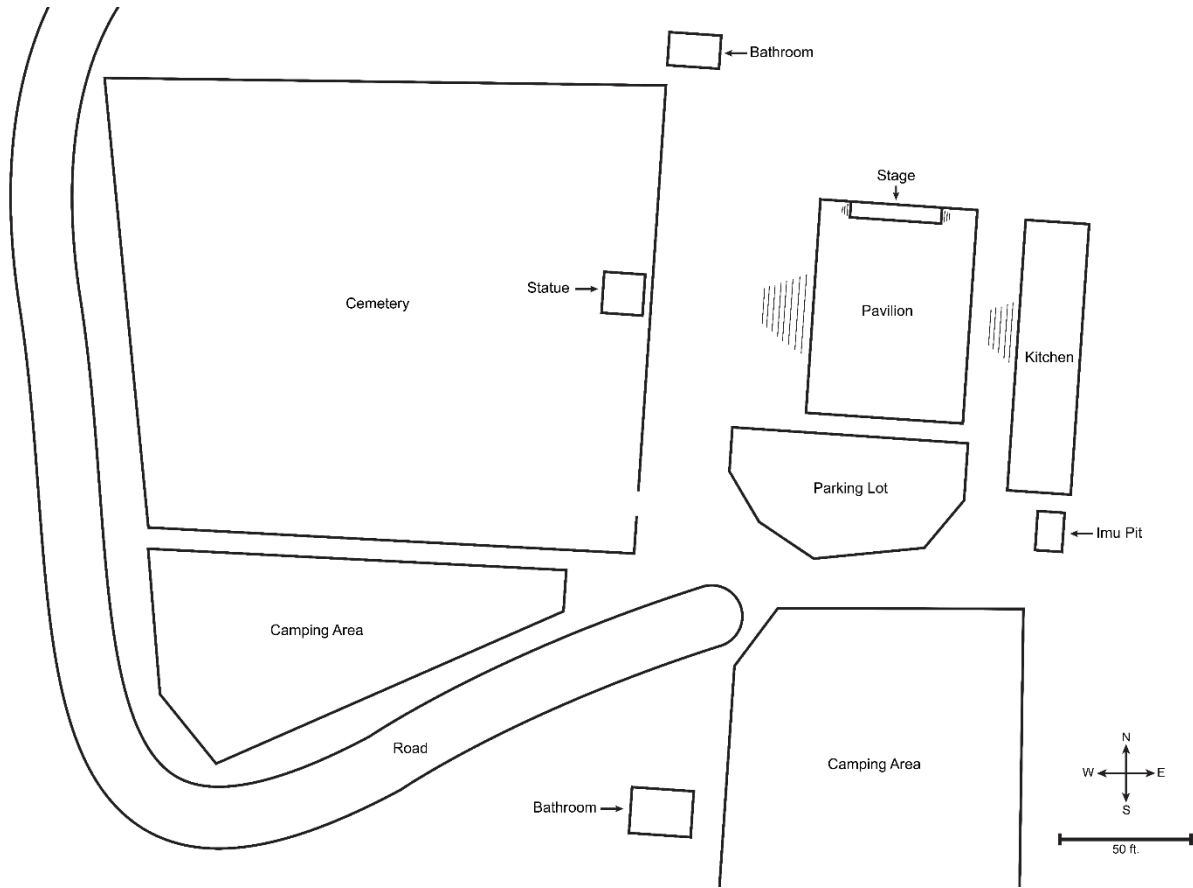 Bathroom
Stage
Statue
Cemetery
Pavilion
Kitchen
Parking Lot
Imu Pit
Camping Area
Road
Camping Area
Bathroom
N
W
E
S
50 ft.